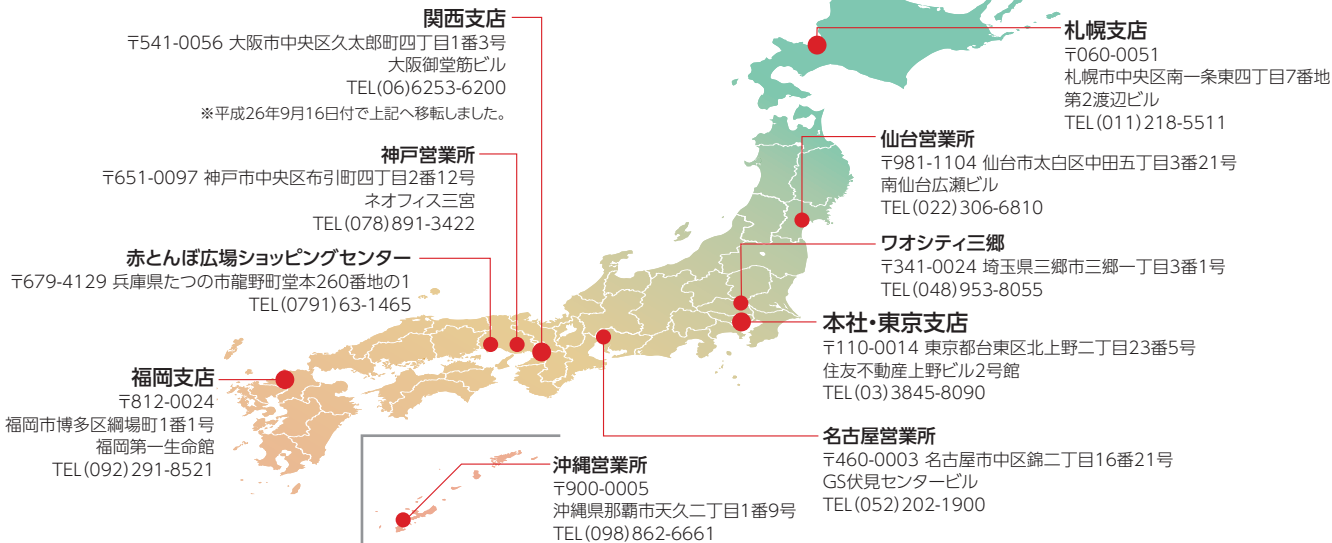 関西支店
〒541-0056 大阪市中央区久太郎町四丁目1番3号
大阪御堂筋ビル
TEL(06)6253-6200
※平成26年9月16日付で上記へ移転しました。
神戸営業所
〒651-0097 神戸市中央区布引町四丁目2番12号
ネオフィス三宮
TEL(078)891-3422
赤とんぼ広場ショッピングセンター
〒679-4129 兵庫県たつの市龍野町堂本260番地の1
TEL(0791)63-1465
福岡支店
〒812-0024
福岡市博多区綱場町1番1号
福岡第一生命館
TEL(092)291-8521
札幌支店
〒060-0051
札幌市中央区南一条東四丁目7番地
第2渡辺ビル
TEL(011)218-5511
仙台営業所
〒981-1104 仙台市太白区中田五丁目3番21号
南仙台広瀬ビル
TEL(022)306-6810
ワオシティ三郷
〒341-0024 埼玉県三郷市三郷一丁目3番1号
TEL(048)953-8055
本社・東京支店
〒110-0014 東京都台東区北上野二丁目23番5号
住友不動産上野ビル2号館
TEL(03)3845-8090
名古屋営業所
〒460-0003 名古屋市中区錦二丁目16番21号
GS伏見センタービル
TEL(052)202-1900
沖縄営業所
〒900-0005
沖縄県那覇市天久二丁目1番9号
TEL(098)862-6661